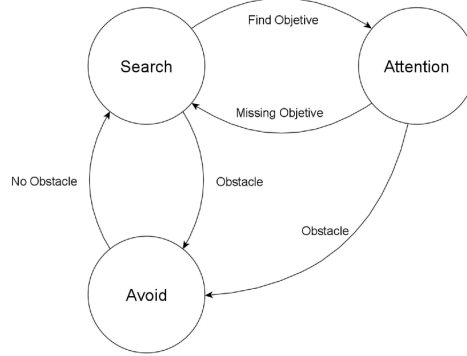 Find Objetive
Search
Attention
Missing Objetive
No Obstacle
Obstacle
Obstacle
Avoid